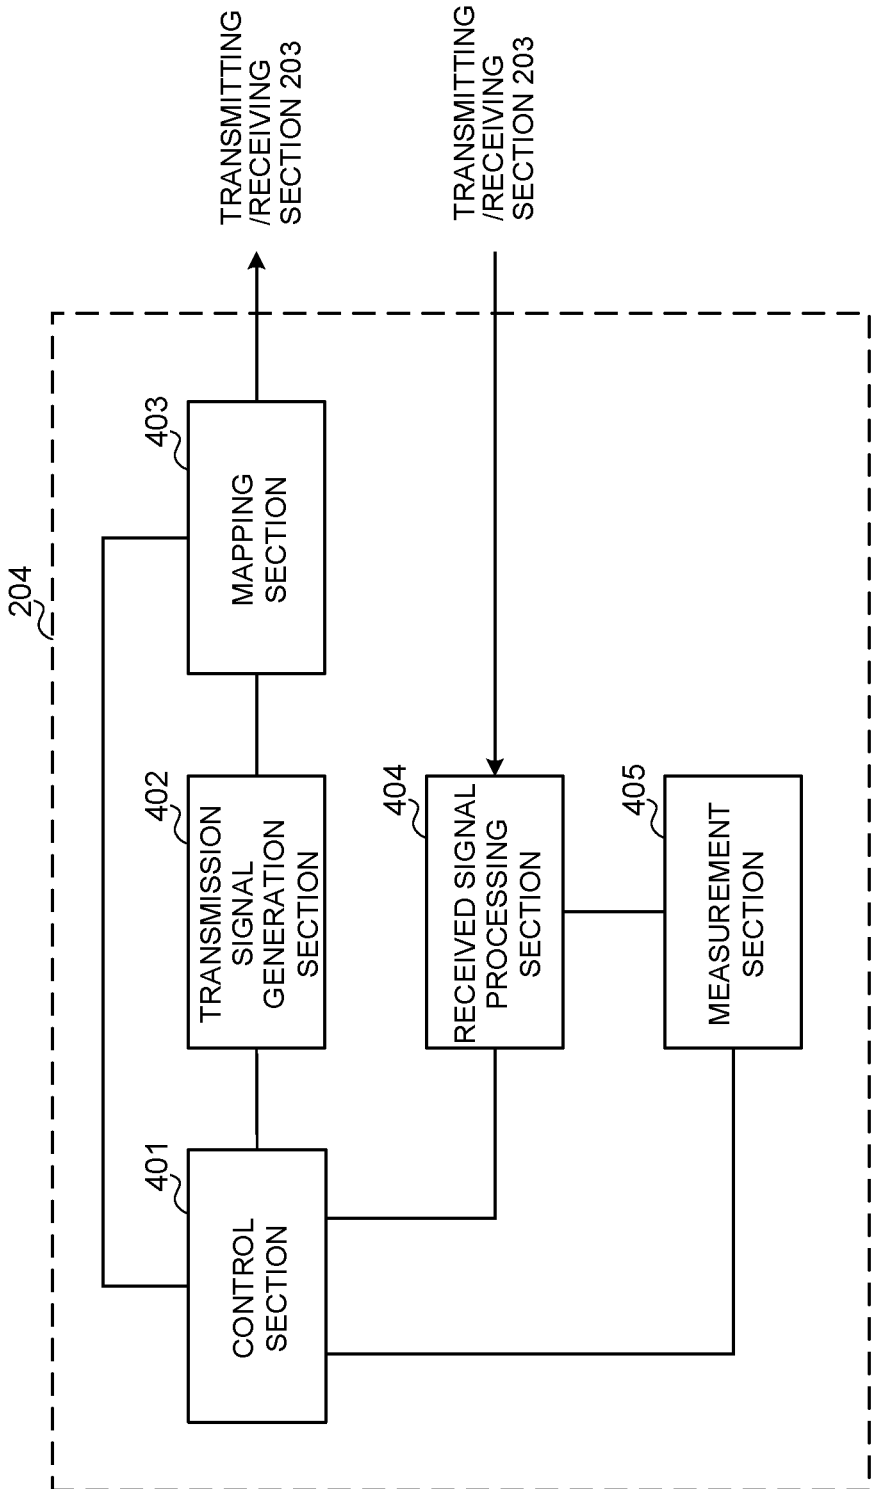 204
401
CONTROL
SECTION
402
TRANSMISSION
SIGNAL
GENERATION
SECTION
403
MAPPING
SECTION
TRANSMITTING
/RECEIVING
SECTION 203
404
RECEIVED SIGNAL
PROCESSING
SECTION
TRANSMITTING
/RECEIVING
SECTION 203
405
MEASUREMENT
SECTION